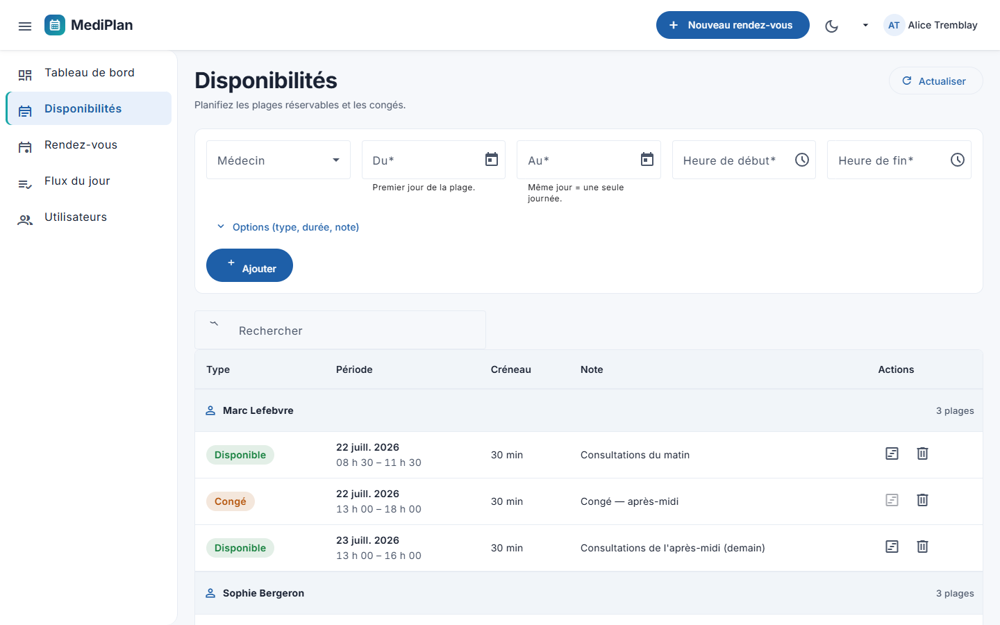 MediPlan
Nouveau rendez-vous
AT Alice Tremblay
Tableau de bord
Disponibilités
Rendez-vous
Flux du jour
Utilisateurs
Disponibilités
Planifiez les plages réservables et les congés.
Actualiser
Médecin
Du*
Au*
Heure de début*
Heure de fin*
Premier jour de la plage.
Même jour = une seule
journée.
Options (type, durée, note)
Ajouter
Rechercher
Type Période Créneau Note Actions
Marc Lefebvre 3 plages
Disponible 22 juill. 2026 08 h 30 – 11 h 30 30 min Consultations du matin
Congé 22 juill. 2026 13 h 00 – 18 h 00 30 min Congé — après-midi
Disponible 23 juill. 2026 13 h 00 – 16 h 00 30 min Consultations de l'après-midi (demain)
Sophie Bergeron 3 plages